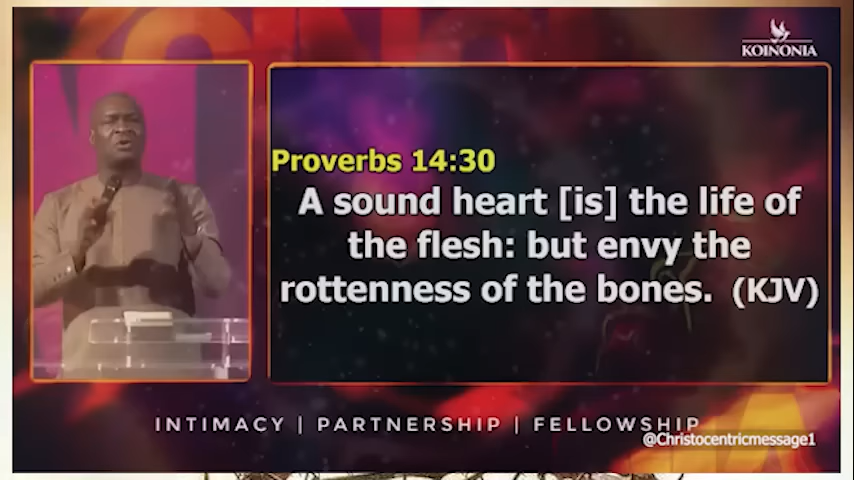 KOINONIA
Proverbs 14:30
A sound heart [is] the life of
the flesh: but envy the
rottenness of the bones. (KJV)
INTIMACY | PARTNERSHIP | FELLOWSHIP
@Christocentricmessage1